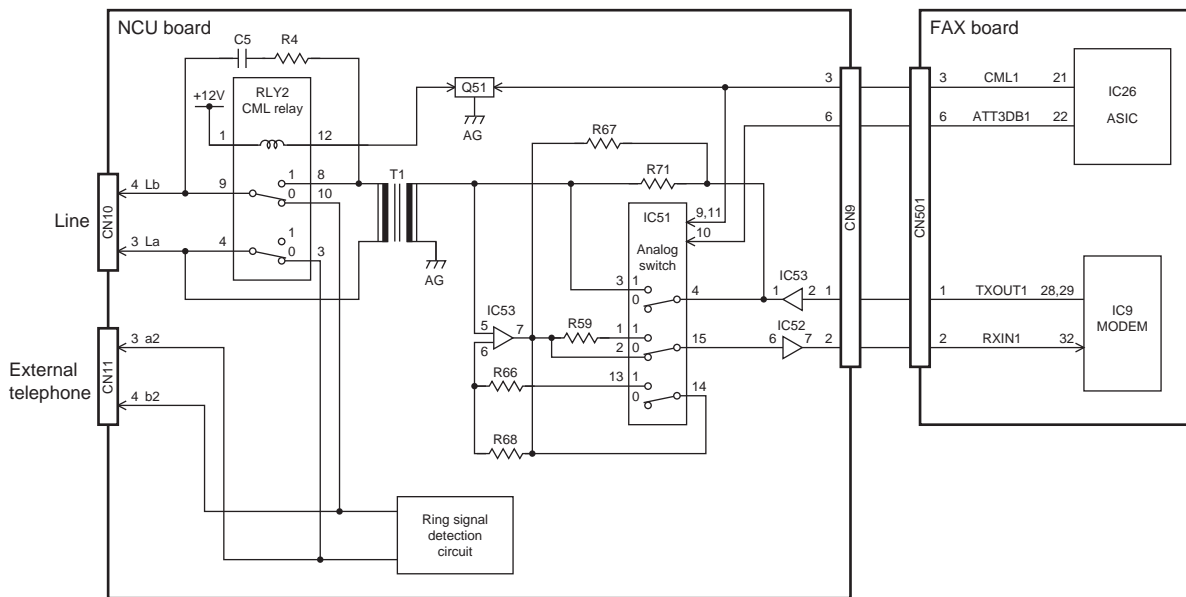 NCU board
FAX board
C5
R4
+12V
RLY2
CML relay
1
12
Q51
AG
3
3
CML1
21
6
6
ATT3DB1
22
IC26
ASIC
R67
R71
T1
AG
4 Lb
9
1
8
0
10
Line
CN10
3 La
4
1
0
3
IC51
Analog
switch
9,11
10
CN9
CN501
3
1
0
4
IC53
1
2
1
1
TXOUT1
28,29
IC53
5
6
7
R59
1
1
2
0
15
IC52
6
7
2
2
RXIN1
32
IC9
MODEM
R66
13
1
0
14
R68
External
telephone
CN11
3 a2
4 b2
Ring signal
detection
circuit